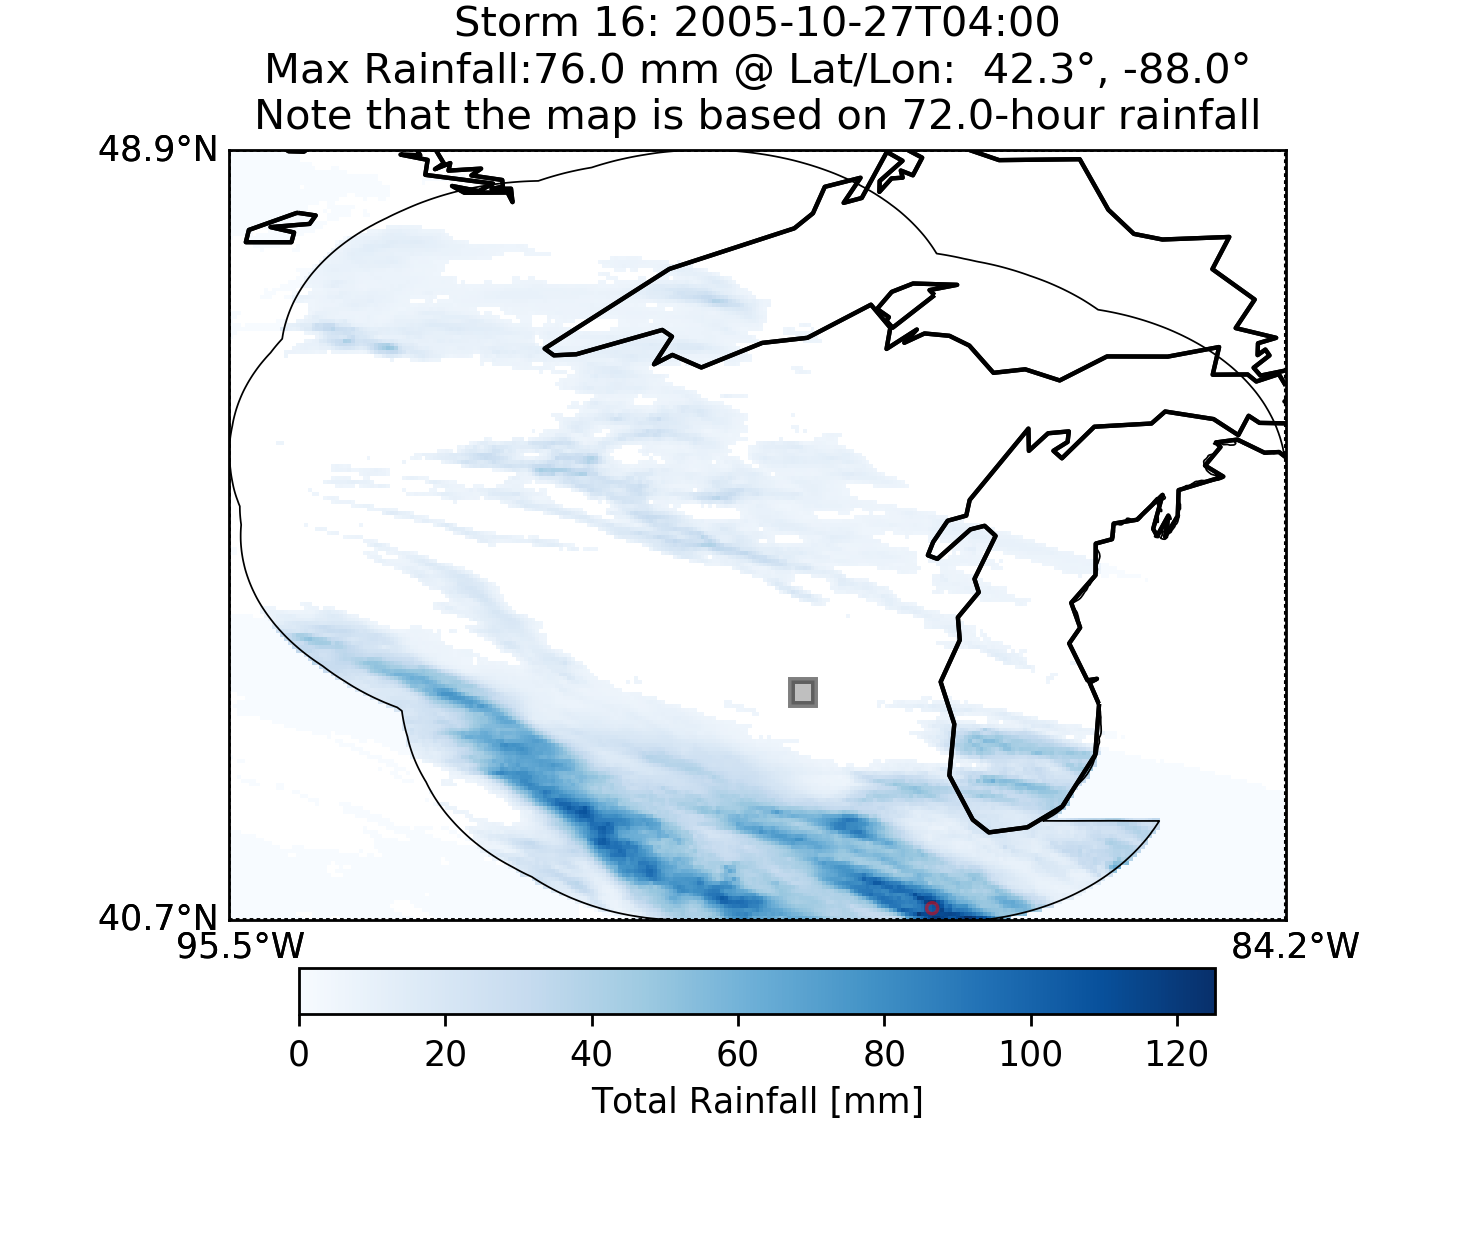 Storm 16: 2005-10-27T04:00
Max Rainfall:76.0 mm @ Lat/Lon:  42.3°, -88.0°
Note that the map is based on 72.0-hour rainfall
48.9°N
40.7°N
95.5°W 84.2°W
0 20 40 60 80 100 120
Total Rainfall [mm]